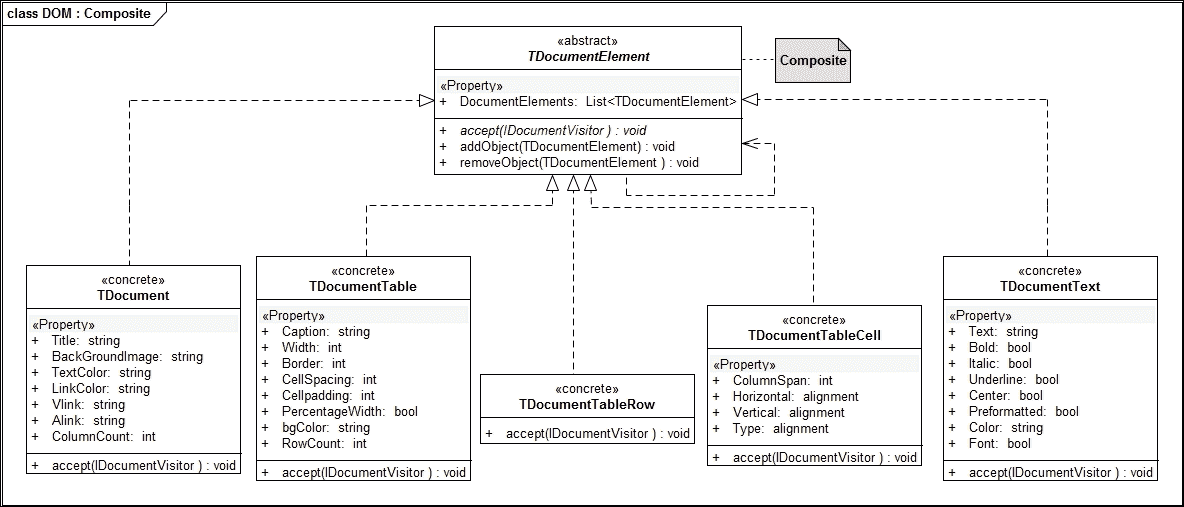 class DOM : Composite
«abstract»
TDocumentElement
Composite
«Property»
+ DocumentElements: List<TDocumentElement>
+ accept(IDocumentVisitor ) : void
+ addObject(TDocumentElement) : void
+ removeObject(TDocumentElement ) : void
«concrete»
TDocument
«Property»
+ Title: string
+ BackGroundImage: string
+ TextColor: string
+ LinkColor: string
+ Vlink: string
+ Alink: string
+ ColumnCount: int
+ accept(IDocumentVisitor ) : void
«concrete»
TDocumentTable
«Property»
+ Caption: string
+ Width: int
+ Border: int
+ CellSpacing: int
+ Cellpadding: int
+ PercentageWidth: bool
+ bgColor: string
+ RowCount: int
+ accept(IDocumentVisitor ) : void
«concrete»
TDocumentTableRow
+ accept(IDocumentVisitor ) : void
«concrete»
TDocumentTableCell
«Property»
+ ColumnSpan: int
+ Horizontal: alignment
+ Vertical: alignment
+ Type: alignment
+ accept(IDocumentVisitor ) : void
«concrete»
TDocumentText
«Property»
+ Text: string
+ Bold: bool
+ Italic: bool
+ Underline: bool
+ Center: bool
+ Preformatted: bool
+ Color: string
+ Font: bool
+ accept(IDocumentVisitor ) : void